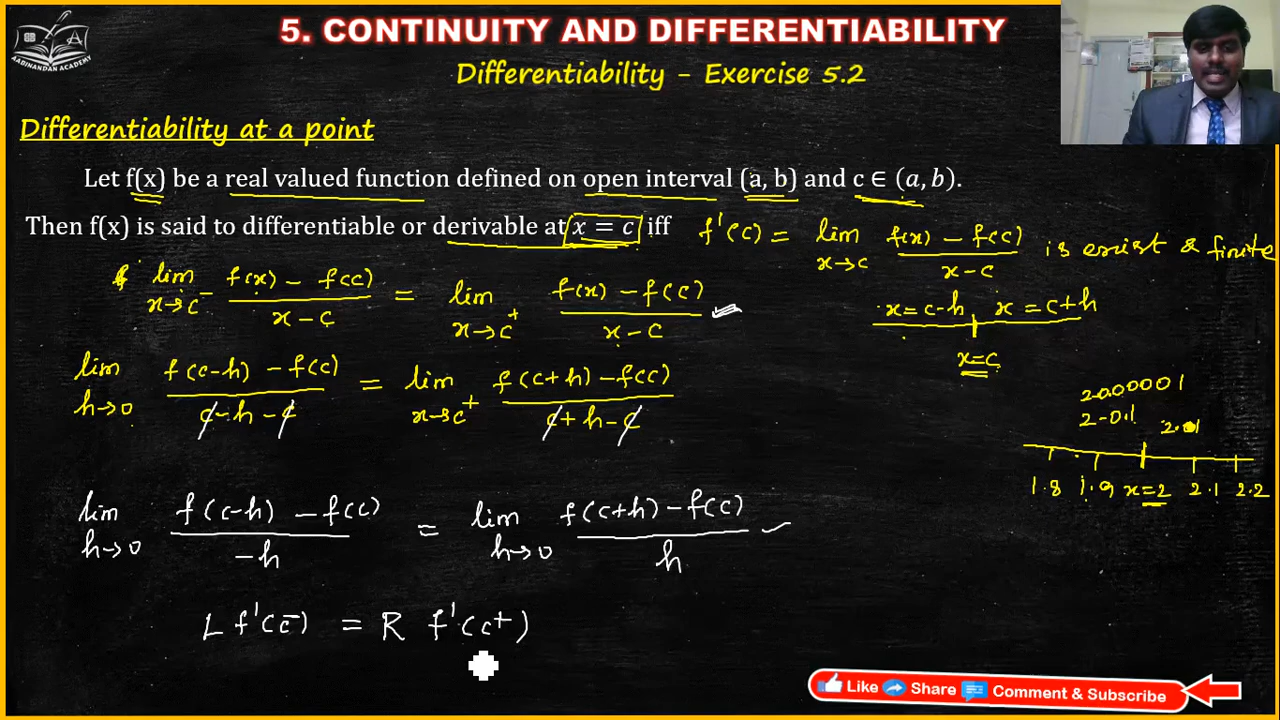 AADINANDAN ACADEMY
5. CONTINUITY AND DIFFERENTIABILITY
Differentiability - Exercise 5.2
Differentiability at a point
Let f(x) be a real valued function defined on open interval (a, b) and c ∈ (a, b).
Then f(x) is said to differentiable or derivable at x = c iff f'(c) = lim x→c f(x) − f(c) / x − c is exist & finite
lim x→c⁻ f(x) − f(c) / x − c = lim x→c⁺ f(x) − f(c) / x − c
x = c-h, x = c+h
x = c
lim h→0 f(c-h) − f(c) / c − h − c = lim x→c⁺ f(c+h) − f(c) / c + h − c
2.000001
2-0.1 2.01
1.8 1.9 x=2 2.1 2.2
lim h→0 f(c-h) − f(c) / −h = lim h→0 f(c+h) − f(c) / h
L f'(c⁻) = R f'(c⁺)
Like Share Comment & Subscribe